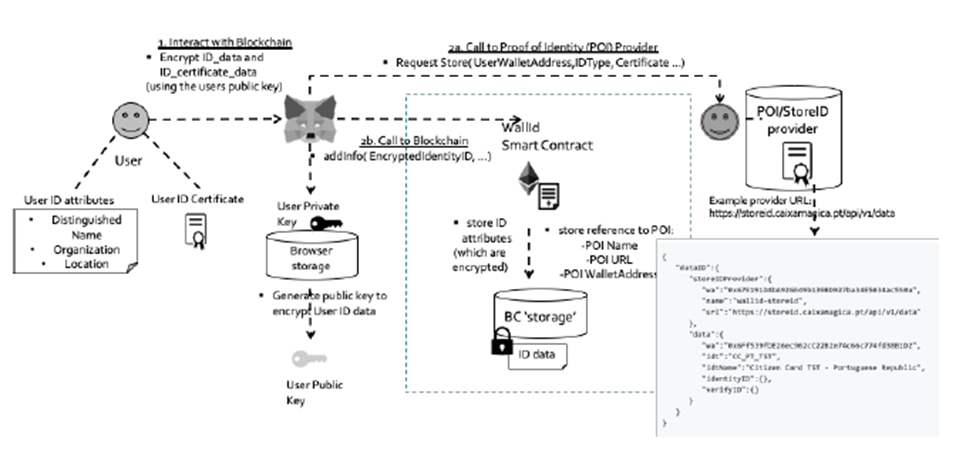 1. Interact with Blockchain
▪ Encrypt ID_data and
ID_certificate_data
(using the users public key)
2a. Call to Proof of Identity (POI) Provider
▪ Request Store( UserWalletAddress,IDType, Certificate ...)
User
User ID attributes
• Distinguished
Name
• Organization
• Location
User ID Certificate
2b. Call to Blockchain
▪ addInfo( EncryptedIdentityID, ...)
User Private
Key
Browser
storage
▪ Generate public key to
encrypt User ID data
User Public
Key
WallId
Smart Contract
▪ store ID
attributes
(which are
encrypted)
▪ store reference to POI:
-POI Name
-POI URL
-POI WalletAddress
BC 'storage'
ID data
POI/StoreID
provider
Example provider URL:
https://storeid.caixamagica.pt/api/v1/data
{
"dataID":{
"storeIDProvider":{
"wa":
"name":"wallid-storeid",
"url":"https://storeid.caixamagica.pt/api/v1/data"
},
"data":{
"wa":
"idt":"CC_PT_TST",
"idtName":"Citizen Card TST - Portuguese Republic",
"identityID":{},
"verifyID":{}
}
}
}